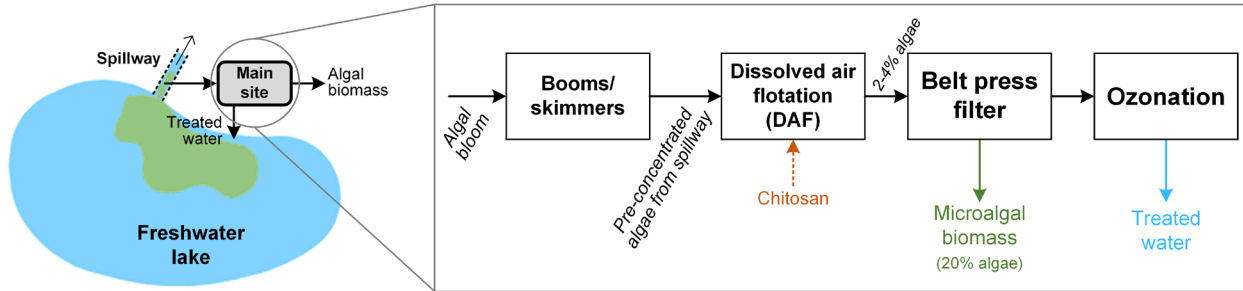 Spillway
Main
site
Algal
biomass
Treated
water
Freshwater
lake
Algal
bloom
Booms/
skimmers
Pre-concentrated
algae from spillway
Dissolved air
flotation
(DAF)
Chitosan
2-4% algae
Belt press
filter
Microalgal
biomass
(20% algae)
Ozonation
Treated
water